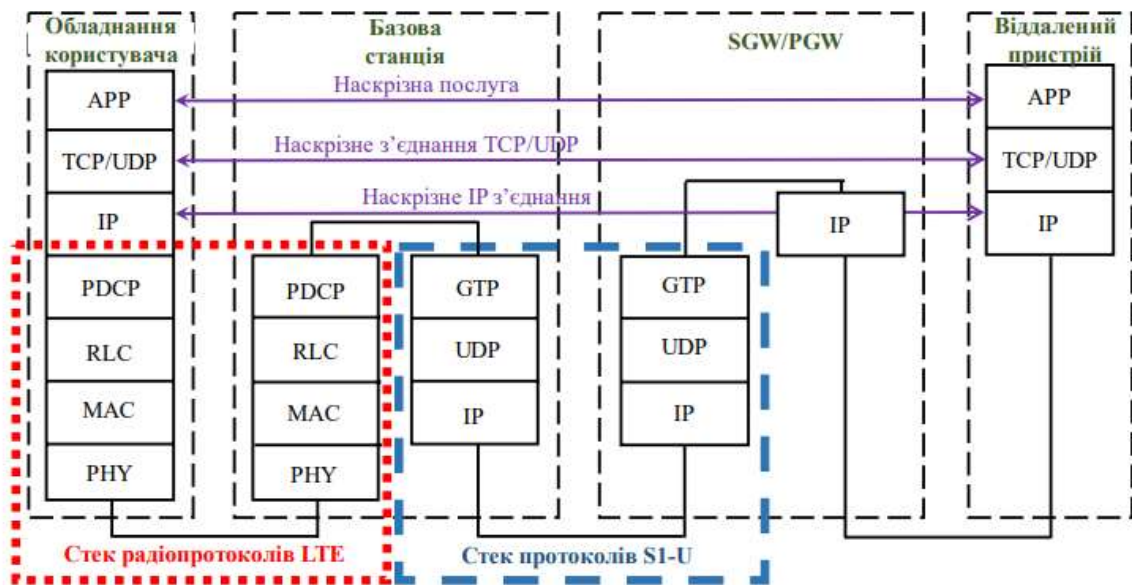 Обладнання
користувача
Базова
станція
SGW/PGW
Віддалений
пристрій
APP
Наскрізна послуга
APP
TCP/UDP
Наскрізне з’єднання TCP/UDP
TCP/UDP
IP
Наскрізне IP з’єднання
IP
IP
PDCP
PDCP
GTP
GTP
RLC
RLC
UDP
UDP
MAC
MAC
IP
IP
PHY
PHY
Стек радіопротоколів LTE
Стек протоколів S1-U